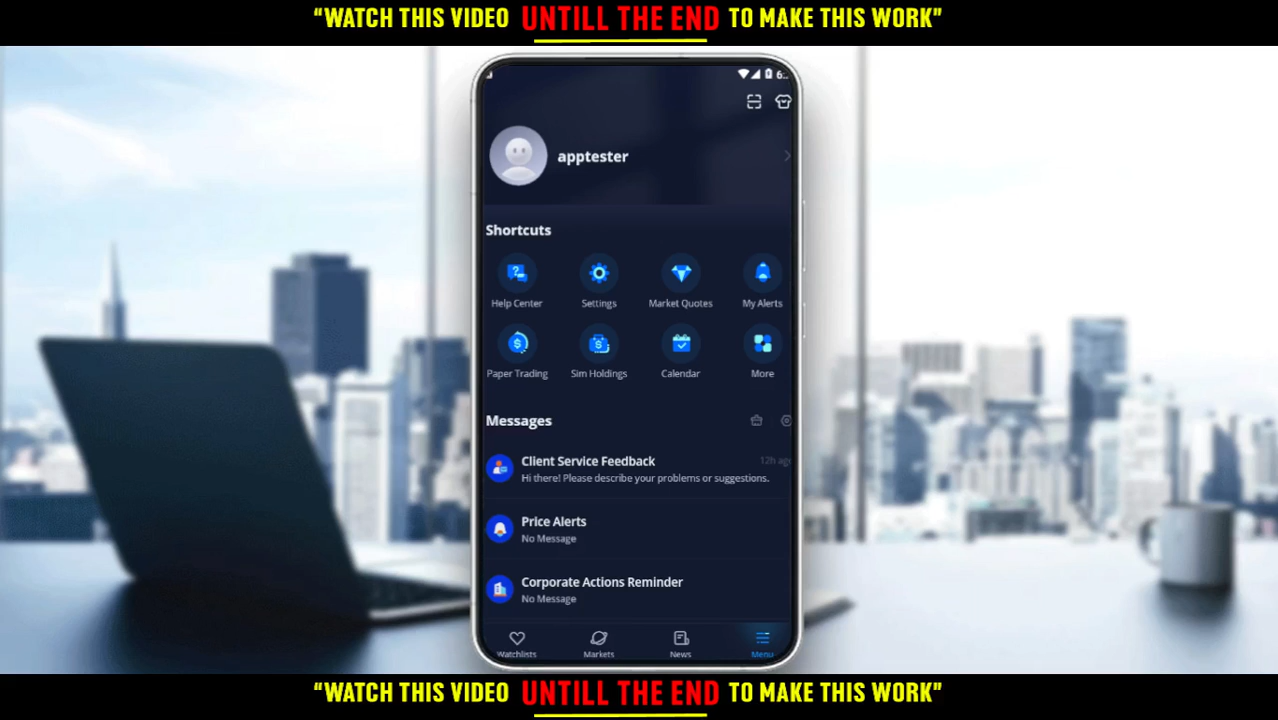 “WATCH THIS VIDEO UNTILL THE END TO MAKE THIS WORK”
6:
apptester
Shortcuts
Help Center Settings Market Quotes My Alerts
Paper Trading Sim Holdings Calendar More
Messages
Client Service Feedback 12h ago
Hi there! Please describe your problems or suggestions.
Price Alerts
No Message
Corporate Actions Reminder
No Message
Watchlists Markets News Menu
“WATCH THIS VIDEO UNTILL THE END TO MAKE THIS WORK”